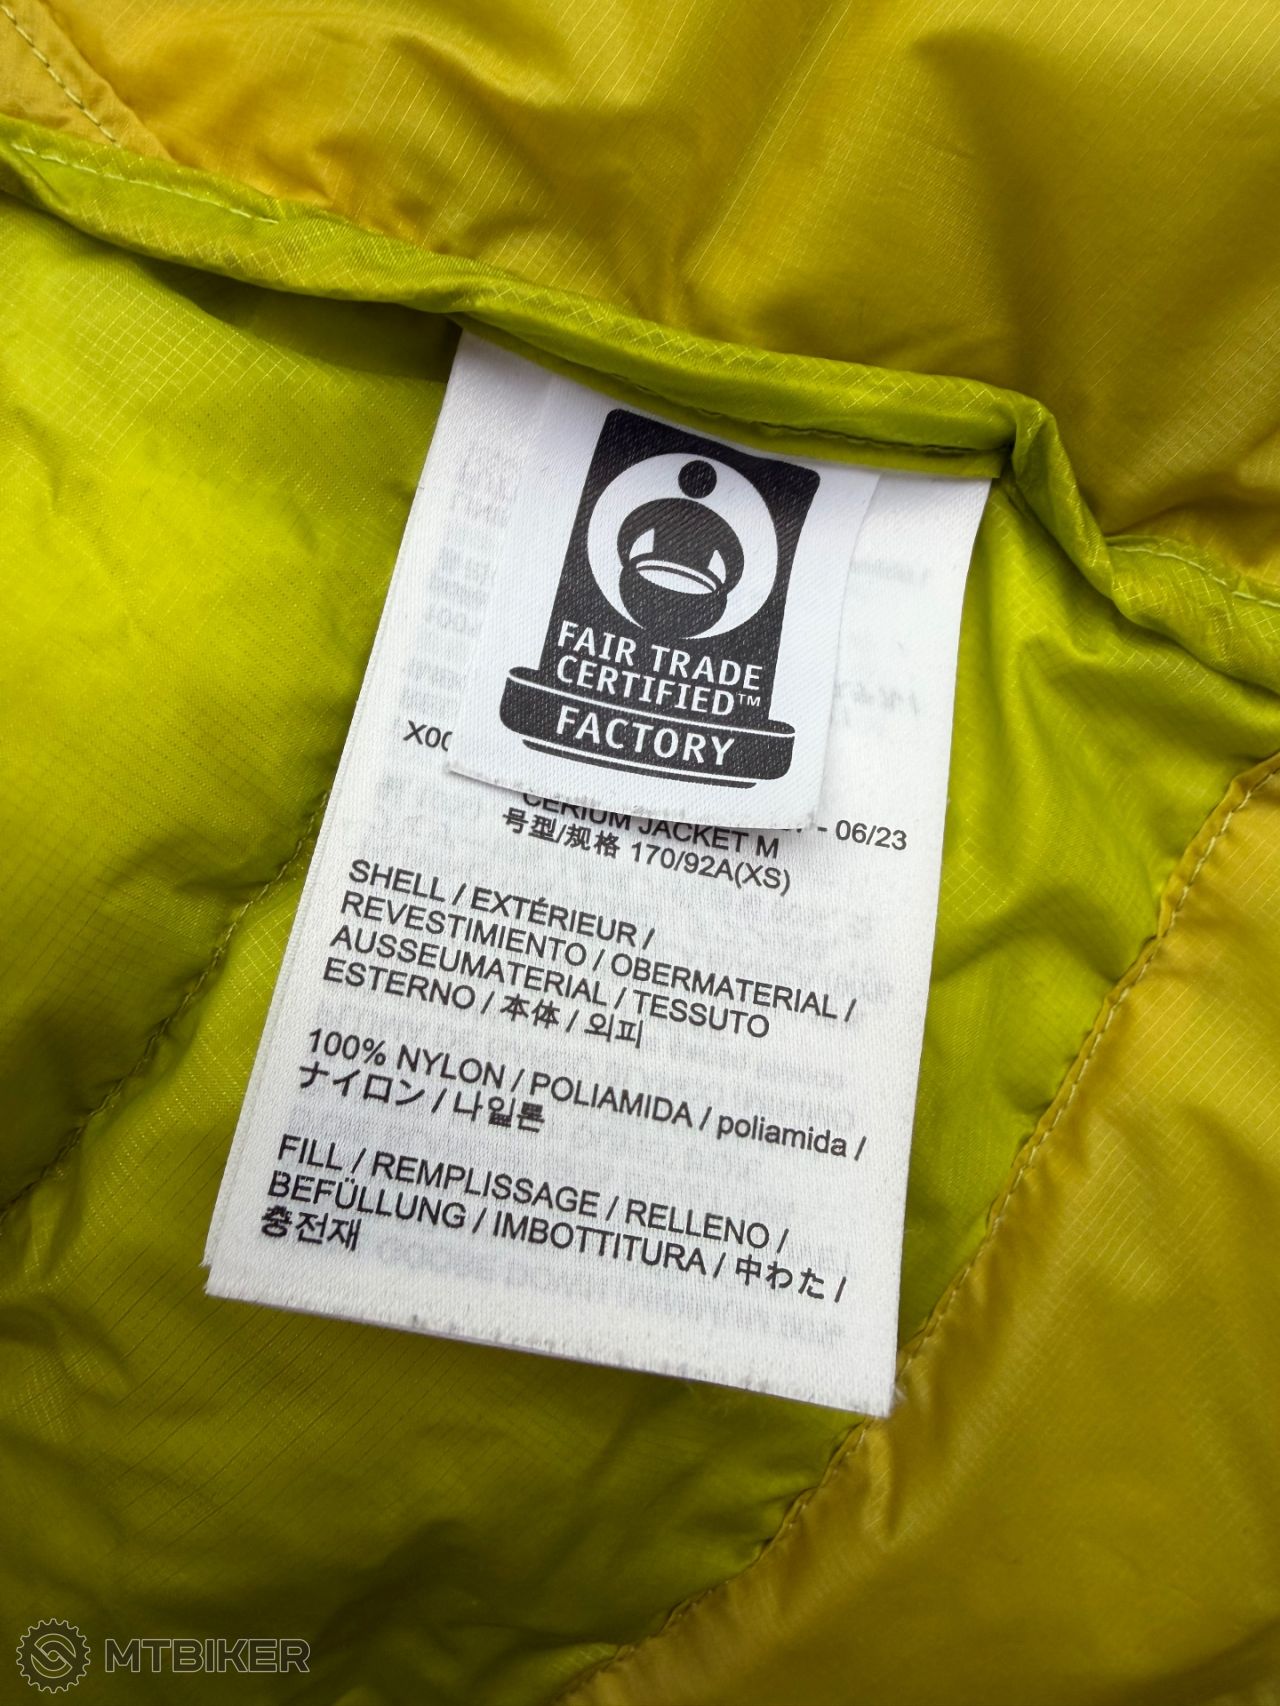 FAIR TRADE
CERTIFIED™
FACTORY
- 06/23
CERIUM JACKET M
号型/规格 170/92A(XS)
SHELL / EXTÉRIEUR /
REVESTIMIENTO / OBERMATERIAL /
AUSSEUMATERIAL / TESSUTO
ESTERNO / 本体 / 외피
100% NYLON / POLIAMIDA / poliamida /
ナイロン / 나일론
FILL / REMPLISSAGE / RELLENO /
BEFÜLLUNG / IMBOTTITURA / 中わた /
충전재
MTBIKER